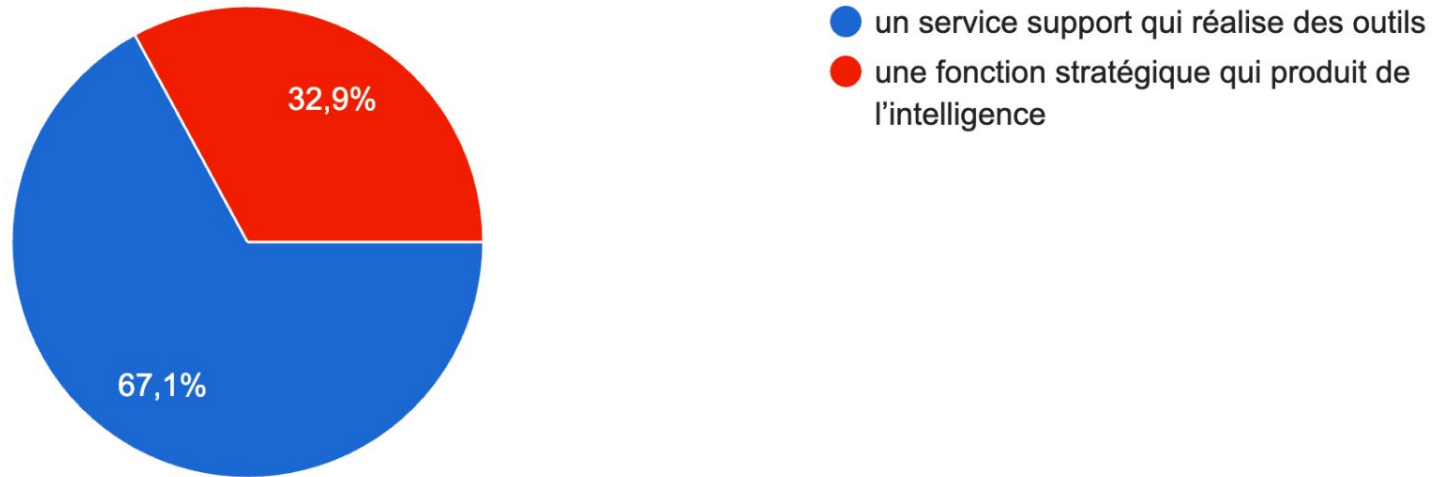 un service support qui réalise des outils
une fonction stratégique qui produit de
l’intelligence
32,9%
67,1%